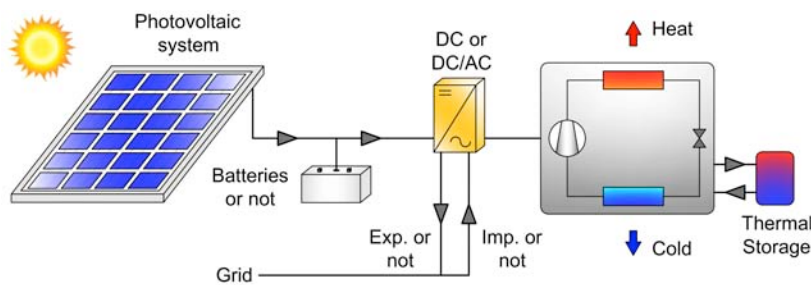 Photovoltaic
system
DC or
DC/AC
Heat
Batteries
or not
Exp. or
not
Imp. or
not
Cold
Thermal
Storage
Grid